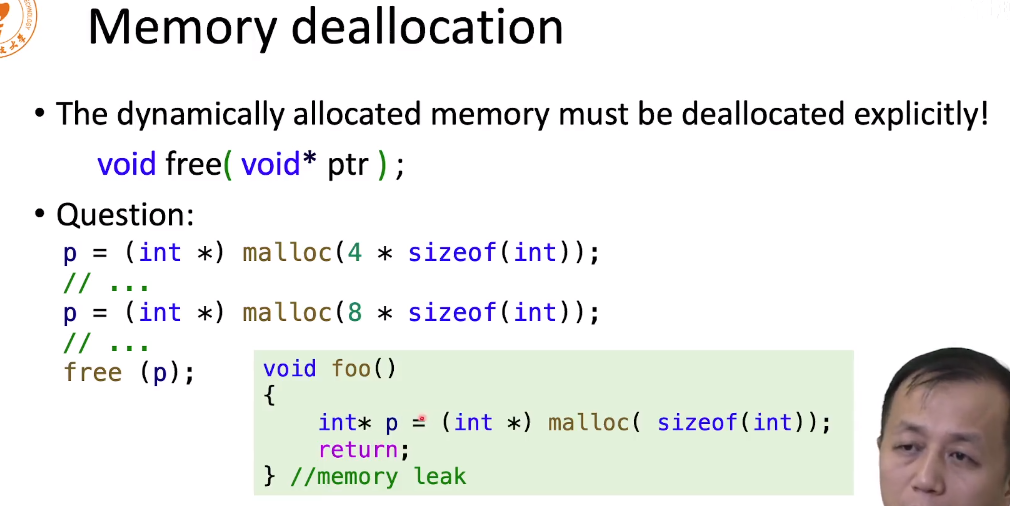 Memory deallocation
• The dynamically allocated memory must be deallocated explicitly!
void free( void* ptr ) ;
• Question:
p = (int *) malloc(4 * sizeof(int));
// ...
p = (int *) malloc(8 * sizeof(int));
// ...
free (p);
void foo()
{
int* p = (int *) malloc( sizeof(int));
return;
} //memory leak